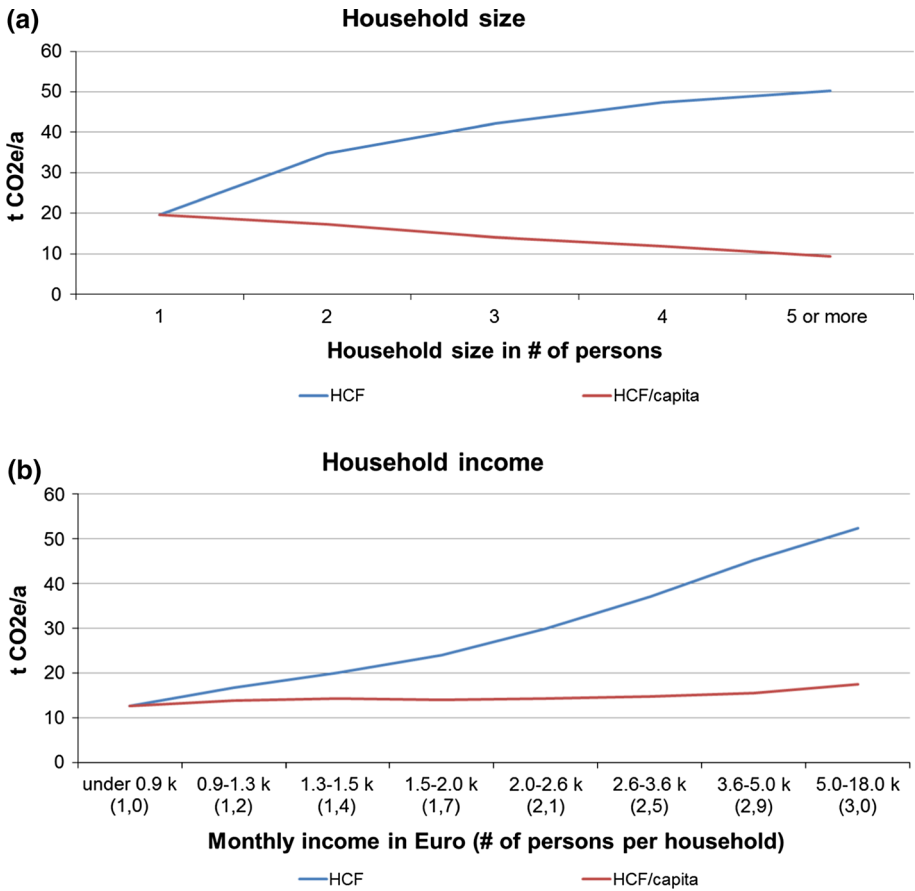 (a)
Household size
60
50
40
30
20
10
0
t CO2e/a
1 2 3 4 5 or more
Household size in # of persons
HCF HCF/capita
(b)
Household income
60
50
40
30
20
10
0
t CO2e/a
under 0.9 k 0.9-1.3 k 1.3-1.5 k 1.5-2.0 k 2.0-2.6 k 2.6-3.6 k 3.6-5.0 k 5.0-18.0 k
(1,0) (1,2) (1,4) (1,7) (2,1) (2,5) (2,9) (3,0)
Monthly income in Euro (# of persons per household)
HCF HCF/capita